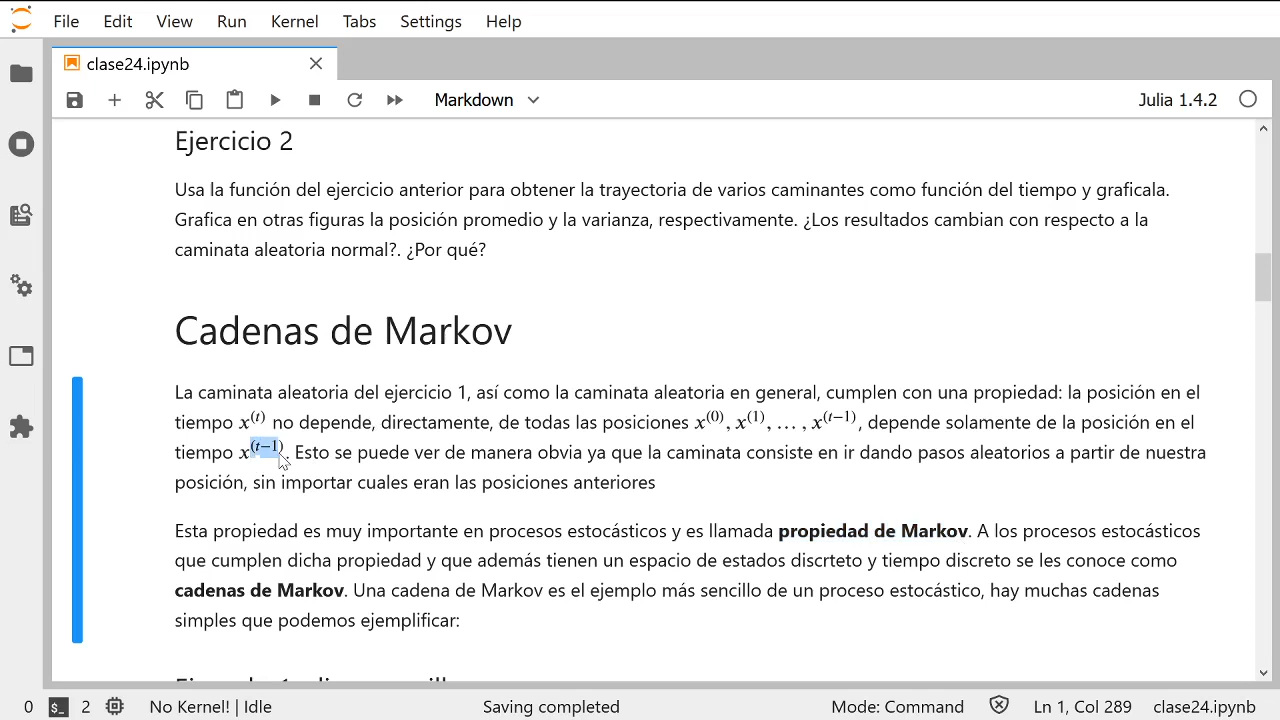 File Edit View Run Kernel Tabs Settings Help
clase24.ipynb
Markdown
Julia 1.4.2
Ejercicio 2
Usa la función del ejercicio anterior para obtener la trayectoria de varios caminantes como función del tiempo y graficala.
Grafica en otras figuras la posición promedio y la varianza, respectivamente. ¿Los resultados cambian con respecto a la
caminata aleatoria normal?. ¿Por qué?
Cadenas de Markov
La caminata aleatoria del ejercicio 1, así como la caminata aleatoria en general, cumplen con una propiedad: la posición en el
tiempo x^(t) no depende, directamente, de todas las posiciones x^(0), x^(1), … , x^(t−1), depende solamente de la posición en el
tiempo x^(t−1). Esto se puede ver de manera obvia ya que la caminata consiste en ir dando pasos aleatorios a partir de nuestra
posición, sin importar cuales eran las posiciones anteriores
Esta propiedad es muy importante en procesos estocásticos y es llamada propiedad de Markov. A los procesos estocásticos
que cumplen dicha propiedad y que además tienen un espacio de estados discrteto y tiempo discreto se les conoce como
cadenas de Markov. Una cadena de Markov es el ejemplo más sencillo de un proceso estocástico, hay muchas cadenas
simples que podemos ejemplificar:
0 $_ 2 No Kernel! | Idle Saving completed Mode: Command Ln 1, Col 289 clase24.ipynb